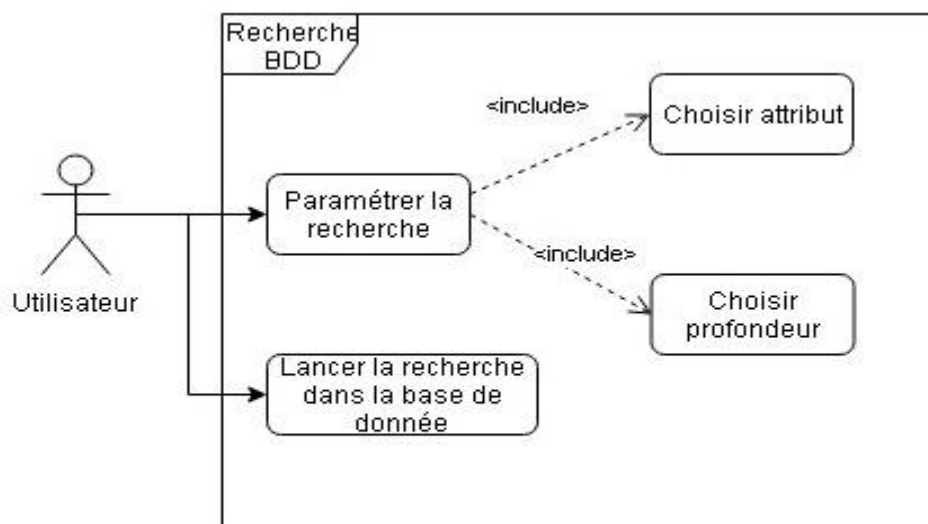 Recherche
BDD
<include>
Choisir attribut
Paramétrer la
recherche
<include>
Utilisateur
Choisir
profondeur
Lancer la recherche
dans la base de
donnée